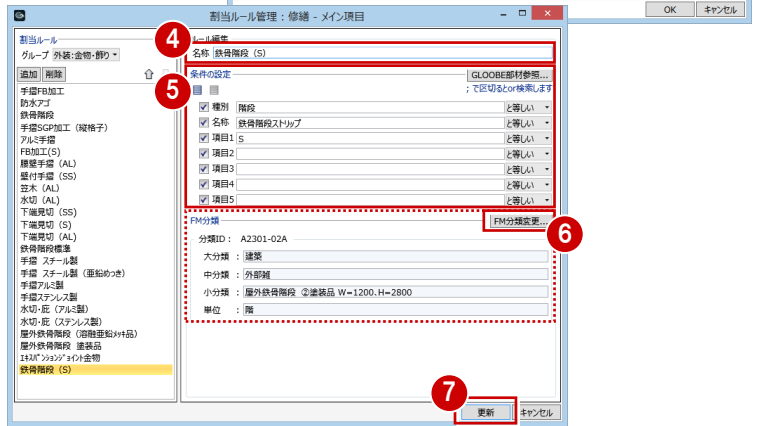 OK キャンセル
割当ルール管理：修繕 - メイン項目
割当ルール
グループ 外装:金物・飾り
追加 削除
手摺FB加工
防水アゴ
鉄骨階段
手摺SGP加工（縦格子）
アルミ手摺
FB加工(S)
腰壁手摺（AL）
壁付手摺（SS）
笠木（AL）
水切（AL）
下端見切（SS）
下端見切（S）
下端見切（AL）
鉄骨階段標準
手摺 スチール製
手摺 スチール製（亜鉛めっき）
手摺アルミ製
手摺ステンレス製
水切・庇（アルミ製）
水切・庇（ステンレス製）
屋外鉄骨階段（溶融亜鉛ﾒｯｷ品）
屋外鉄骨階段 塗装品
ｴｷｽﾊﾟﾝｼｮﾝｼﾞｮｲﾝﾄ金物
鉄骨階段（S）
4
ルール編集
名称 鉄骨階段（S）
5
条件の設定
GLOOBE部材参照...
; で区切るとor検索します
種別 階段 と等しい
名称 鉄骨階段ストリップ と等しい
項目1 S と等しい
項目2 と等しい
項目3 と等しい
項目4 と等しい
項目5 と等しい
FM分類
FM分類変更...
6
分類ID： A2301-02A
大分類 ：建築
中分類 ：外部雑
小分類 ：屋外鉄骨階段 ②塗装品 W=1200、H=2800
単位 ：階
7
更新 キャンセル